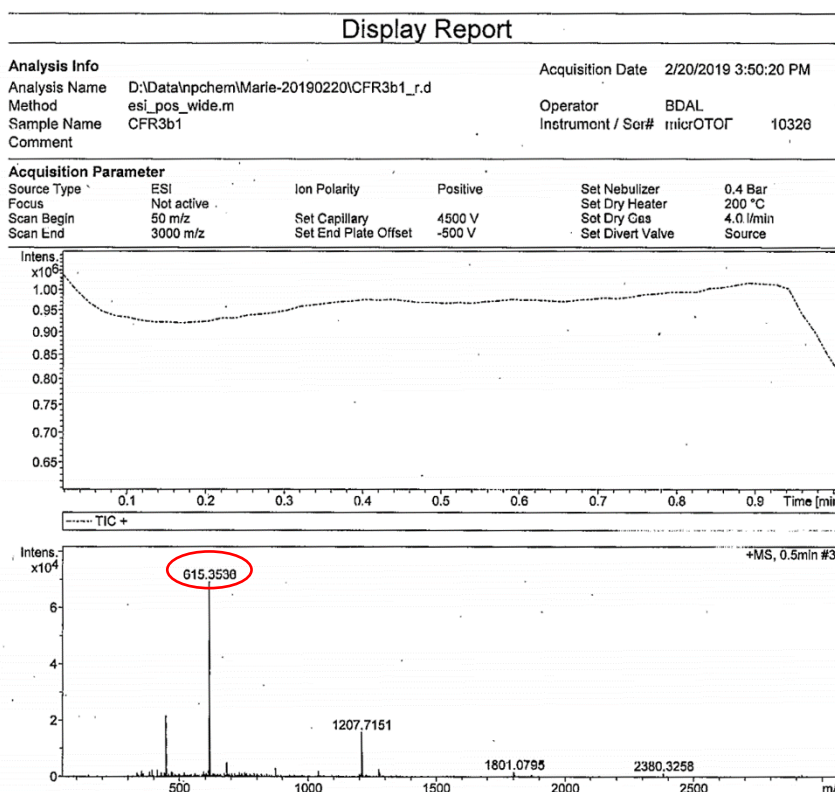 Display Report
Analysis Info
Acquisition Date 2/20/2019 3:50:20 PM
Analysis Name D:\Data\npchem\Marie-20190220\CFR3b1_r.d
Method esi_pos_wide.m
Operator BDAL
Sample Name CFR3b1
Instrument / Ser# micrOTOF 10326
Comment
Acquisition Parameter
Source Type ESI Ion Polarity Positive Set Nebulizer 0.4 Bar
Focus Not active Set Dry Heater 200 °C
Scan Begin 50 m/z Set Capillary 4500 V Set Dry Gas 4.0 l/min
Scan End 3000 m/z Set End Plate Offset -500 V Set Divert Valve Source
Intens.
x10⁶
1.00
0.95
0.90
0.85
0.80
0.75
0.70
0.65
0.1 0.2 0.3 0.4 0.5 0.6 0.7 0.8 0.9 Time [min
TIC +
Intens.
x10⁴
+MS, 0.5min #3
615.3536
6
4
1207.7151
2
1801.0795
2380.3258
0
500 1000 1500 2000 2500 m/